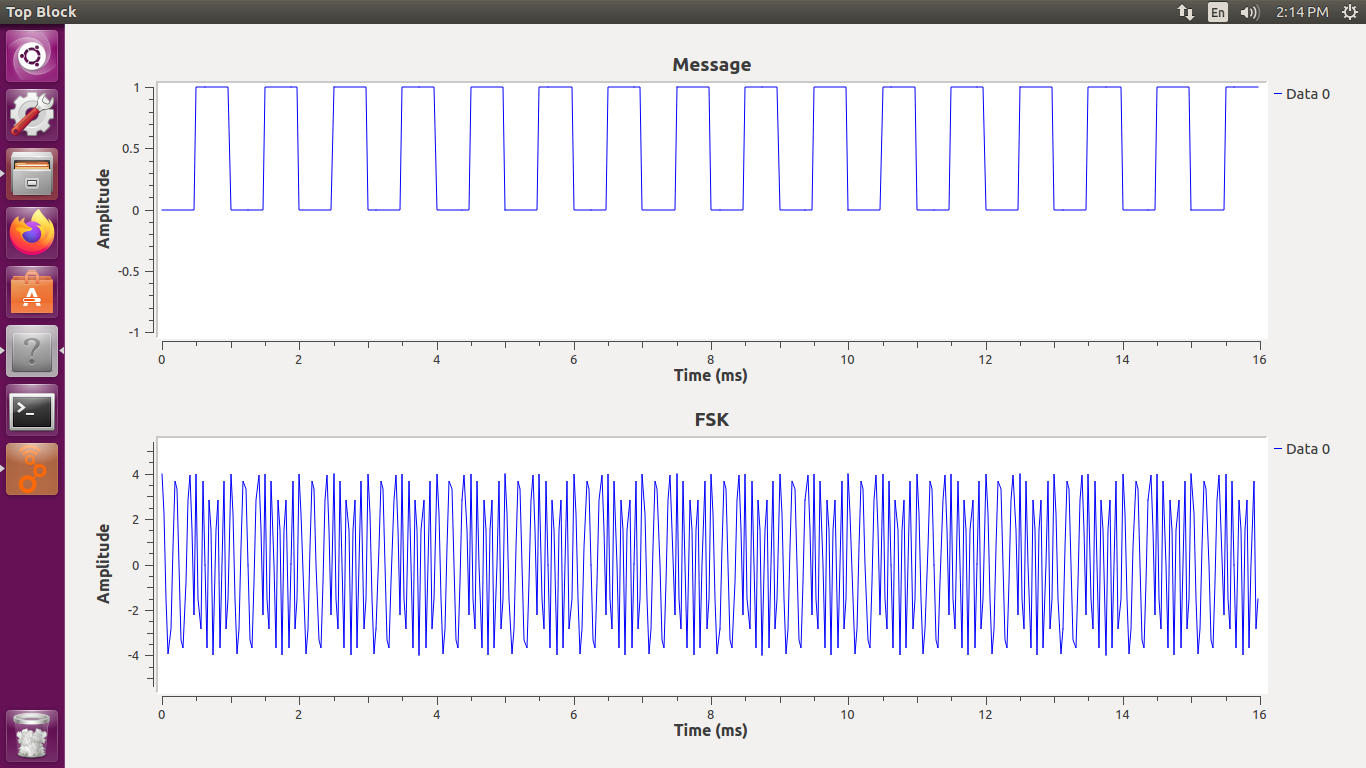 Top Block
En
2:14 PM
Message
Data 0
1
0.5
0
-0.5
-1
Amplitude
0 2 4 6 8 10 12 14 16
Time (ms)
FSK
Data 0
4
2
0
-2
-4
Amplitude
0 2 4 6 8 10 12 14 16
Time (ms)